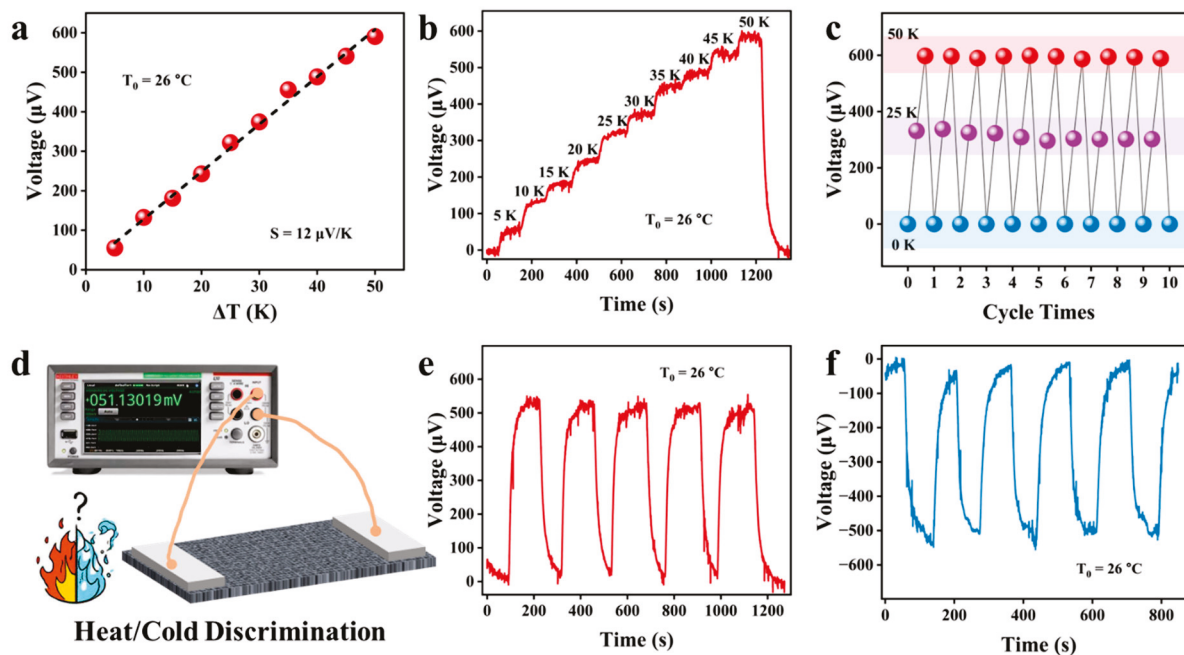 a
600
500
400
300
200
100
0
Voltage (μV)
T0 = 26 °C
S = 12 μV/K
0 10 20 30 40 50
ΔT (K)
b
600
500
400
300
200
100
0
Voltage (μV)
5 K
10 K
15 K
20 K
25 K
30 K
35 K
40 K
45 K
50 K
T0 = 26 °C
0 200 400 600 800 1000 1200
Time (s)
c
600
400
200
0
Voltage (μV)
50 K
25 K
0 K
0 1 2 3 4 5 6 7 8 9 10
Cycle Times
d
051.13019mV
?
Heat/Cold Discrimination
e
600
500
400
300
200
100
0
Voltage (μV)
T0 = 26 °C
0 200 400 600 800 1000 1200
Time (s)
f
0
−100
−200
−300
−400
−500
−600
Voltage (μV)
T0 = 26 °C
0 200 400 600 800
Time (s)